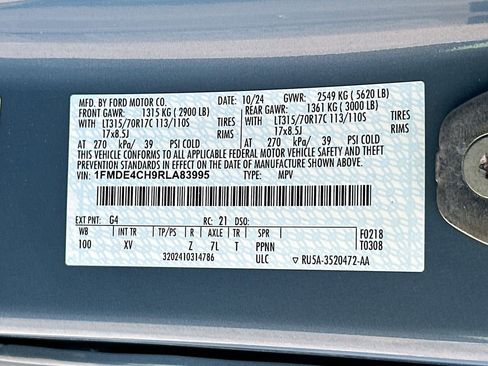 MFD. BY FORD MOTOR CO. DATE: 10/24 GVWR: 2549 KG (5620 LB)
FRONT GAWR: 1315 KG (2900 LB) REAR GAWR: 1361 KG (3000 LB)
LT315/70R17C 113/110S TIRES LT315/70R17C 113/110S
17x8.5J RIMS 17x8.5J
AT 270 kPa/ 39 PSI COLD AT 270 kPa/ 39 PSI COLD
THIS VEHICLE CONFORMS TO ALL APPLICABLE FEDERAL MOTOR VEHICLE SAFETY AND THEFT
PREVENTION STANDARDS IN EFFECT ON THE DATE OF MANUFACTURE SHOWN ABOVE.
VIN: 1FMDE4CH9RLA83995 TYPE: MPV
EXT PNT: G4 RC: 21 DSO:
WB INT TR TP/PS R AXLE TR SPR F0218
100 XV Z 7L T PPNN T0308
3202410314786 ULC RU5A-3520472-AA